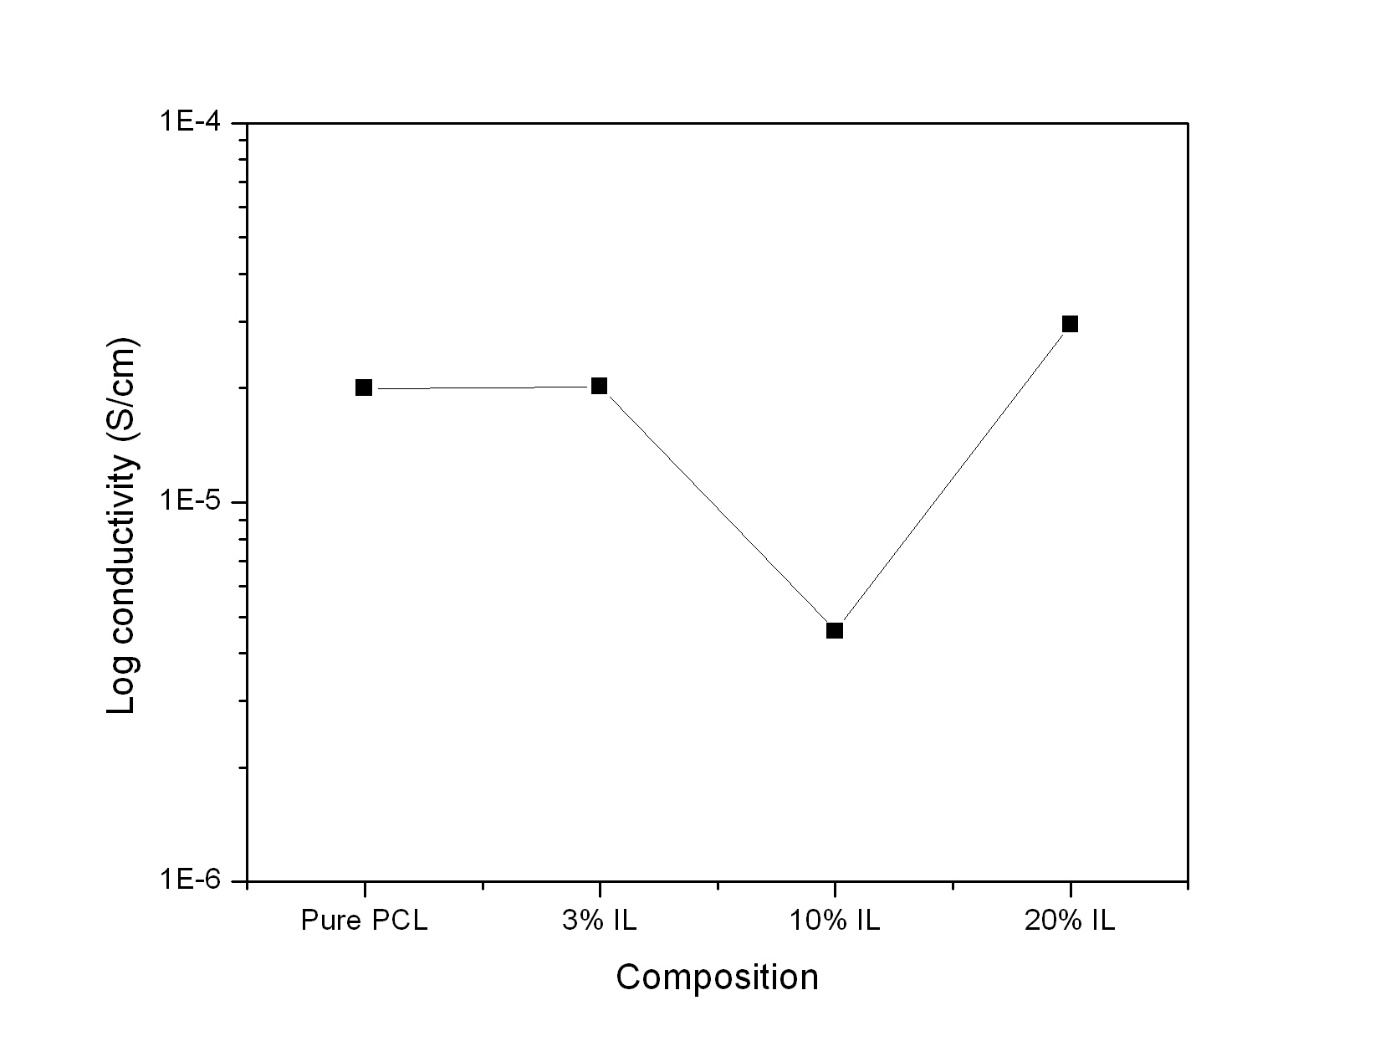 1E-4
1E-5
1E-6
Log conductivity (S/cm)
Pure PCL
3% IL
10% IL
20% IL
Composition